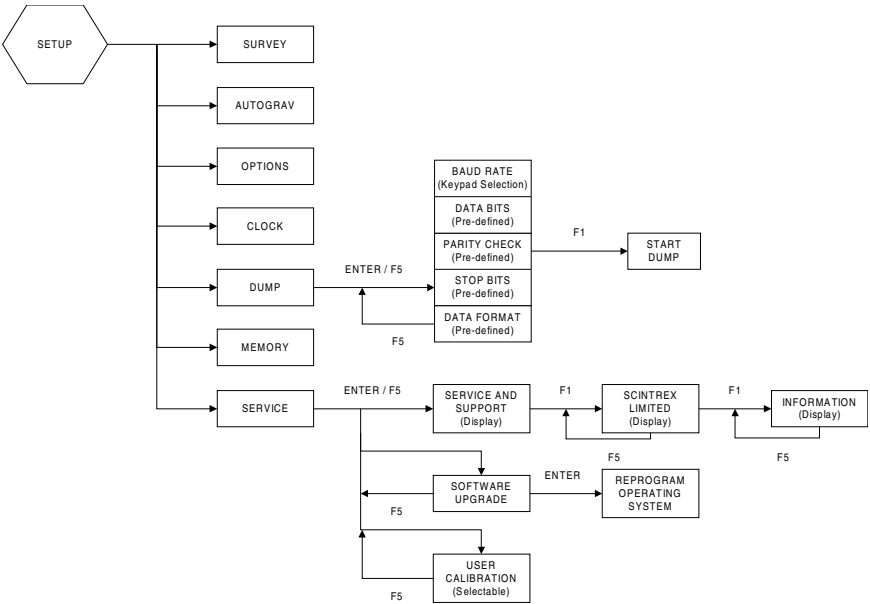 SETUP
SURVEY
AUTOGRAV
OPTIONS
CLOCK
DUMP
MEMORY
SERVICE
ENTER / F5
F5
BAUD RATE
(Keypad Selection)
DATA BITS
(Pre-defined)
PARITY CHECK
(Pre-defined)
STOP BITS
(Pre-defined)
DATA FORMAT
(Pre-defined)
F1
START
DUMP
ENTER / F5
SERVICE AND
SUPPORT
(Display)
F1
SCINTREX
LIMITED
(Display)
F5
F1
INFORMATION
(Display)
F5
SOFTWARE
UPGRADE
F5
ENTER
REPROGRAM
OPERATING
SYSTEM
USER
CALIBRATION
(Selectable)
F5